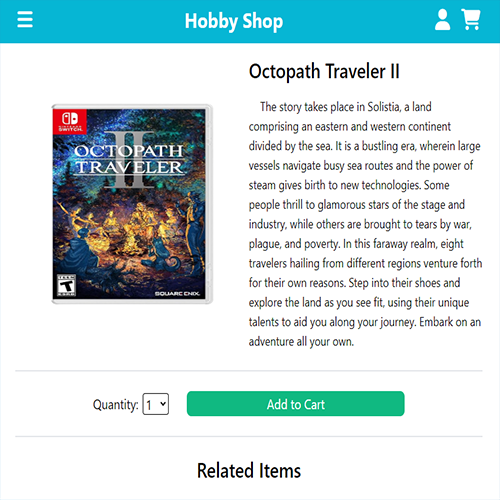 Hobby Shop
Octopath Traveler II
The story takes place in Solistia, a land
comprising an eastern and western continent
divided by the sea. It is a bustling era, wherein large
vessels navigate busy sea routes and the power of
steam gives birth to new technologies. Some
people thrill to glamorous stars of the stage and
industry, while others are brought to tears by war,
plague, and poverty. In this faraway realm, eight
travelers hailing from different regions venture forth
for their own reasons. Step into their shoes and
explore the land as you see fit, using their unique
talents to aid you along your journey. Embark on an
adventure all your own.
NINTENDO
SWITCH
OCTOPATH
TRAVELER
II
TEEN
T
SQUARE ENIX
Quantity: 1
Add to Cart
Related Items